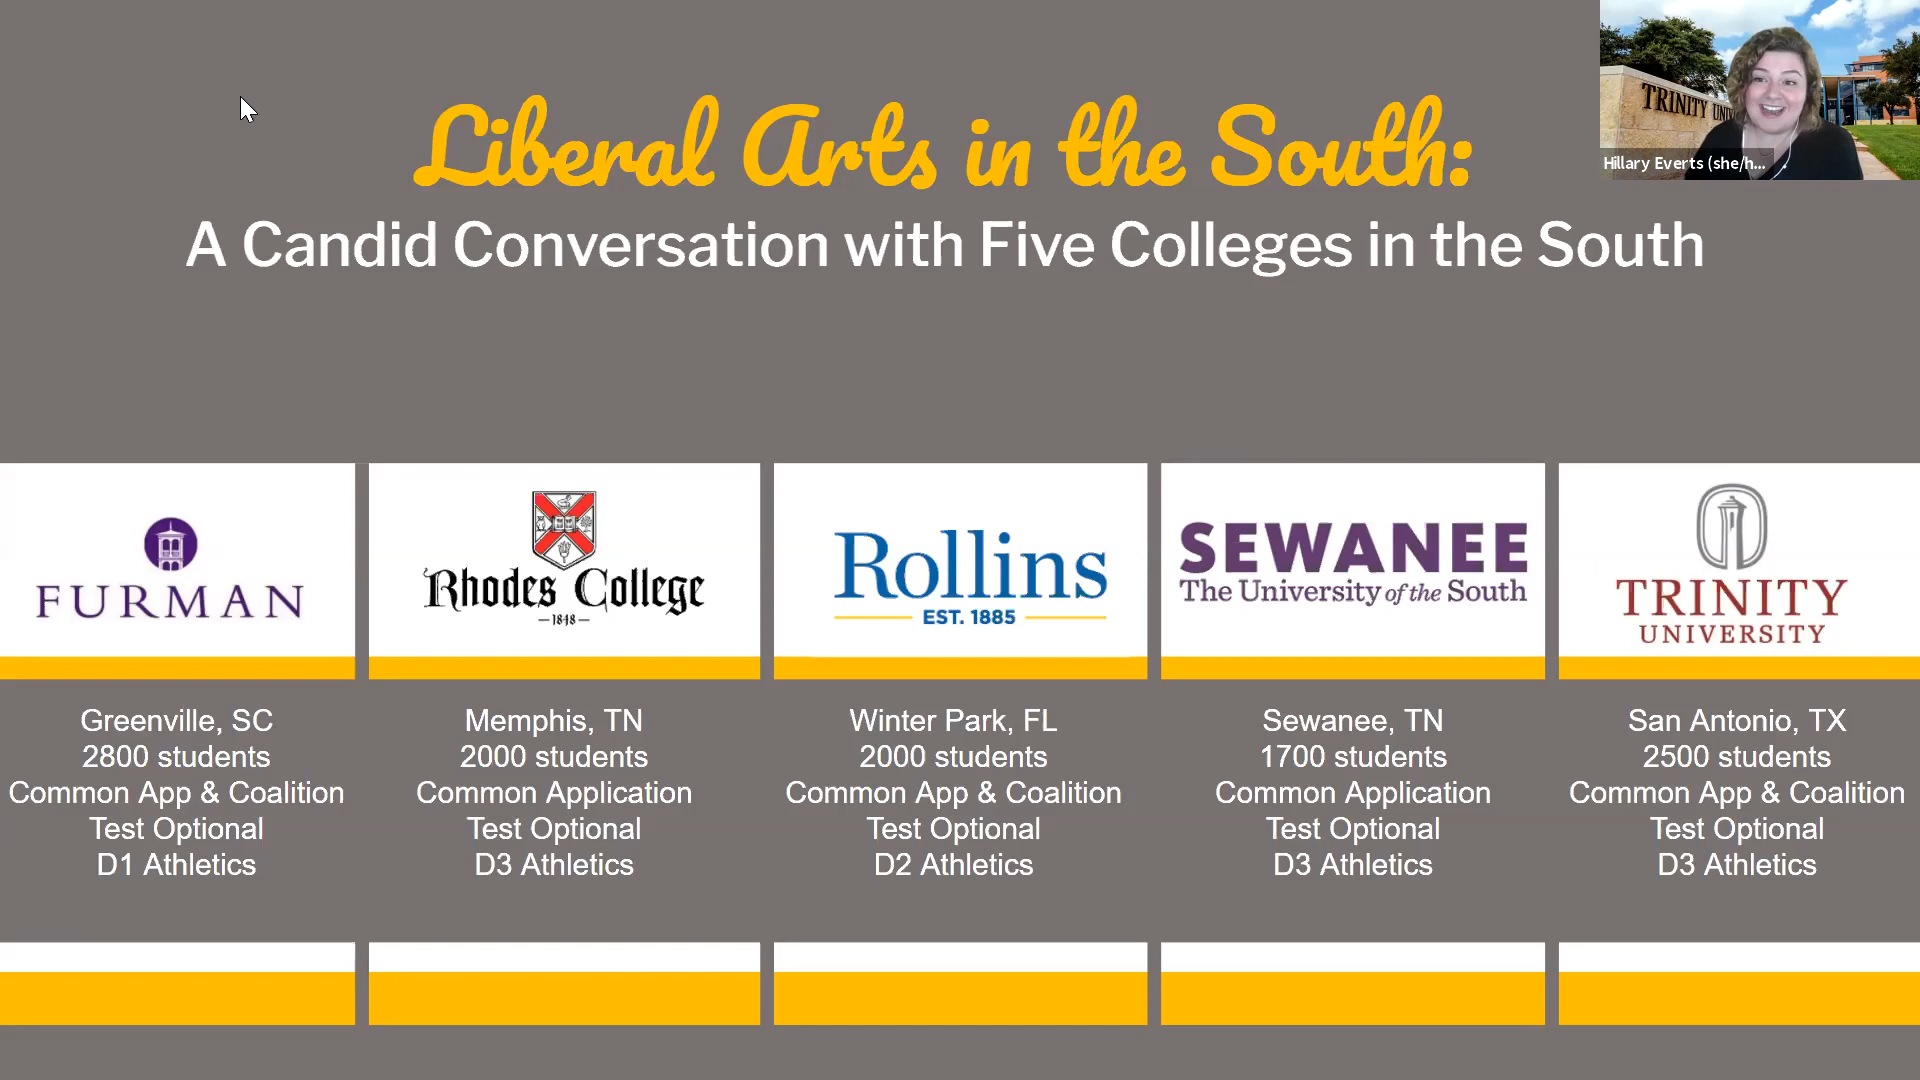 Liberal Arts in the South:
A Candid Conversation with Five Colleges in the South
TRINITY UNIV
Hillary Everts (she/h...
FURMAN
Rhodes College
1848
Rollins
EST. 1885
SEWANEE
The University of the South
TRINITY
UNIVERSITY
Greenville, SC
2800 students
Common App & Coalition
Test Optional
D1 Athletics
Memphis, TN
2000 students
Common Application
Test Optional
D3 Athletics
Winter Park, FL
2000 students
Common App & Coalition
Test Optional
D2 Athletics
Sewanee, TN
1700 students
Common Application
Test Optional
D3 Athletics
San Antonio, TX
2500 students
Common App & Coalition
Test Optional
D3 Athletics